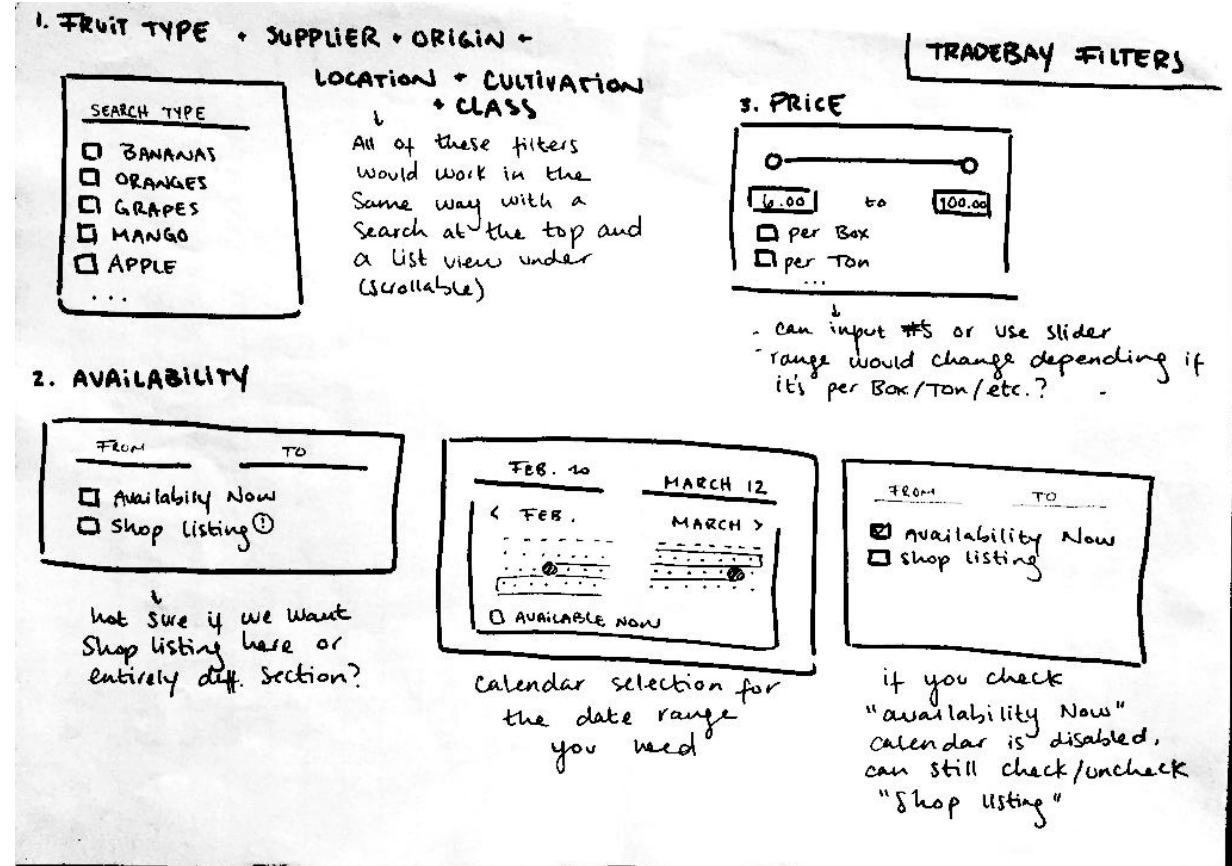 TRADEBAY FILTERS
1. FRUIT TYPE + SUPPLIER + ORIGIN +
LOCATION + CULTIVATION
+ CLASS
SEARCH TYPE
BANANAS
ORANGES
GRAPES
MANGO
APPLE
...
All of these filters
would work in the
same way with a
search at the top and
a list view under
(scrollable)
3. PRICE
6.00 to 100.00
per Box
per Ton
...
- can input #s or use slider
- range would change depending if
it's per Box/Ton/etc.?
2. AVAILABILITY
FROM TO
Availabily Now
Shop listing
not sure if we want
Shop listing here or
entirely diff. section?
FEB. 10 MARCH 12
< FEB. MARCH >
AVAILABLE NOW
calendar selection for
the date range
you need
FROM TO
Availability Now
Shop listing
if you check
"availability Now"
calendar is disabled.
can still check/uncheck
"Shop listing"